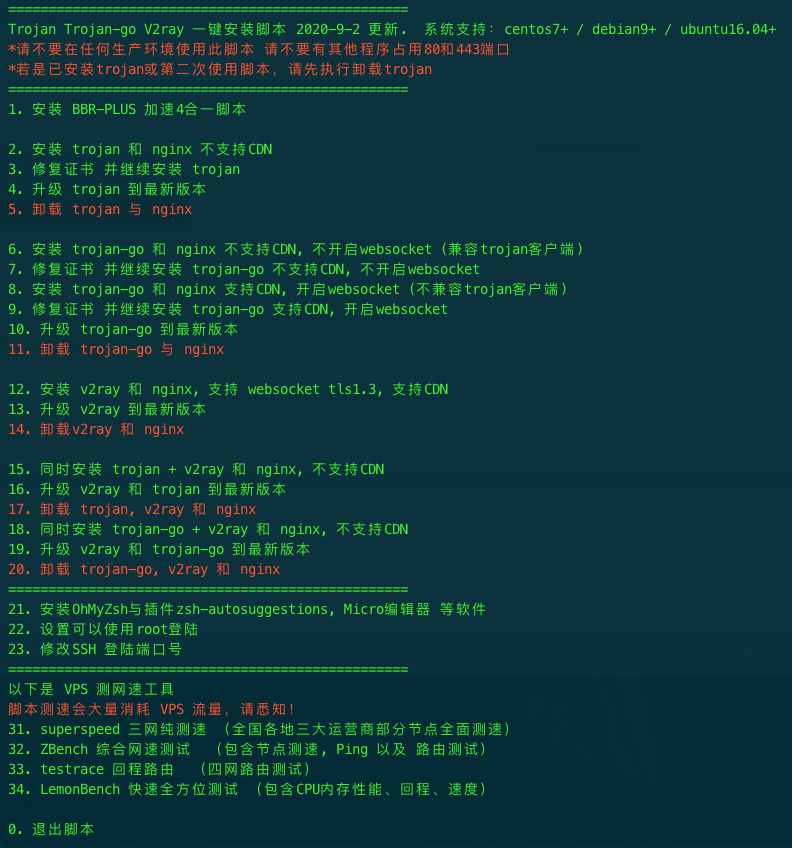 ==================================================
Trojan Trojan-go V2ray 一键安装脚本 2020-9-2 更新. 系统支持：centos7+ / debian9+ / ubuntu16.04+
*请不要在任何生产环境使用此脚本 请不要有其他程序占用80和443端口
*若是已安装trojan或第二次使用脚本，请先执行卸载trojan
==================================================
1. 安装 BBR-PLUS 加速4合一脚本
2. 安装 trojan 和 nginx 不支持CDN
3. 修复证书 并继续安装 trojan
4. 升级 trojan 到最新版本
5. 卸载 trojan 与 nginx
6. 安装 trojan-go 和 nginx 不支持CDN, 不开启websocket (兼容trojan客户端)
7. 修复证书 并继续安装 trojan-go 不支持CDN, 不开启websocket
8. 安装 trojan-go 和 nginx 支持CDN, 开启websocket (不兼容trojan客户端)
9. 修复证书 并继续安装 trojan-go 支持CDN, 开启websocket
10. 升级 trojan-go 到最新版本
11. 卸载 trojan-go 与 nginx
12. 安装 v2ray 和 nginx, 支持 websocket tls1.3, 支持CDN
13. 升级 v2ray 到最新版本
14. 卸载v2ray 和 nginx
15. 同时安装 trojan + v2ray 和 nginx, 不支持CDN
16. 升级 v2ray 和 trojan 到最新版本
17. 卸载 trojan, v2ray 和 nginx
18. 同时安装 trojan-go + v2ray 和 nginx, 不支持CDN
19. 升级 v2ray 和 trojan-go 到最新版本
20. 卸载 trojan-go, v2ray 和 nginx
==================================================
21. 安装OhMyZsh与插件zsh-autosuggestions, Micro编辑器 等软件
22. 设置可以使用root登陆
23. 修改SSH 登陆端口号
==================================================
以下是 VPS 测网速工具
脚本测速会大量消耗 VPS 流量，请悉知！
31. superspeed 三网纯测速 （全国各地三大运营商部分节点全面测速）
32. ZBench 综合网速测试 （包含节点测速, Ping 以及 路由测试）
33. testrace 回程路由 （四网路由测试）
34. LemonBench 快速全方位测试 （包含CPU内存性能、回程、速度）
0. 退出脚本